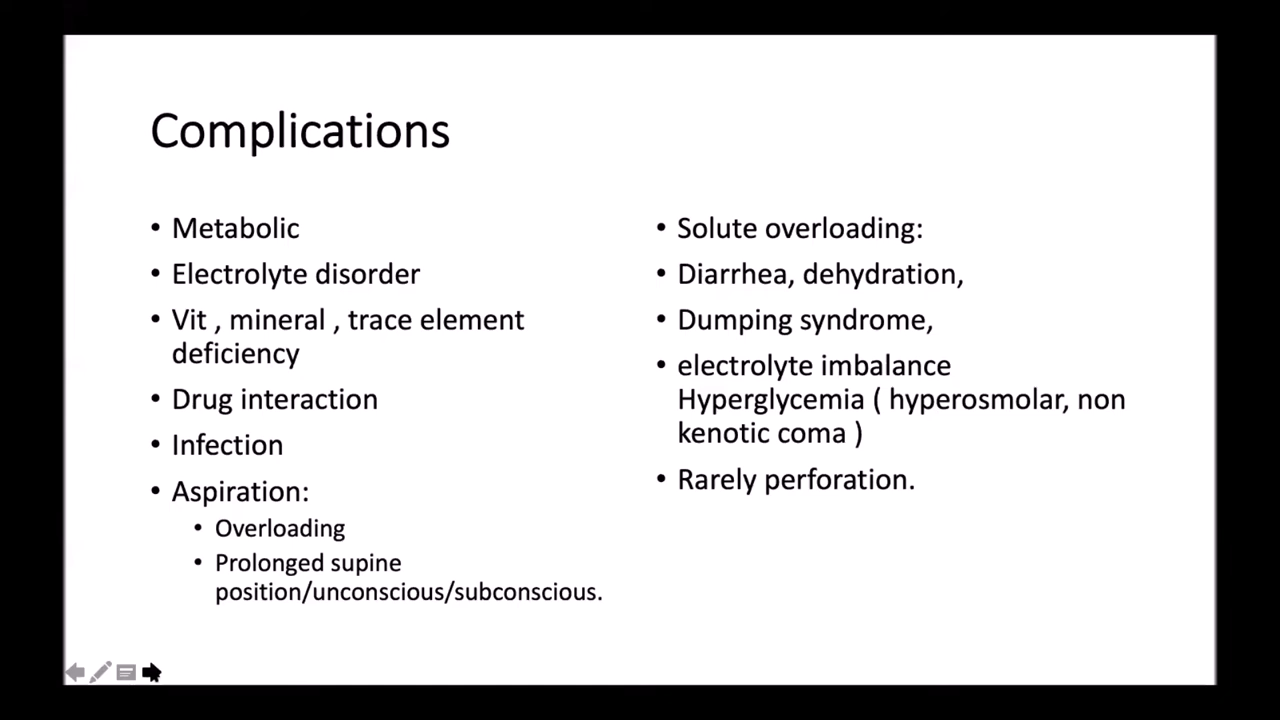 Complications
• Metabolic
• Electrolyte disorder
• Vit , mineral , trace element
deficiency
• Drug interaction
• Infection
• Aspiration:
• Overloading
• Prolonged supine
position/unconscious/subconscious.
• Solute overloading:
• Diarrhea, dehydration,
• Dumping syndrome,
• electrolyte imbalance
Hyperglycemia ( hyperosmolar, non
kenotic coma )
• Rarely perforation.